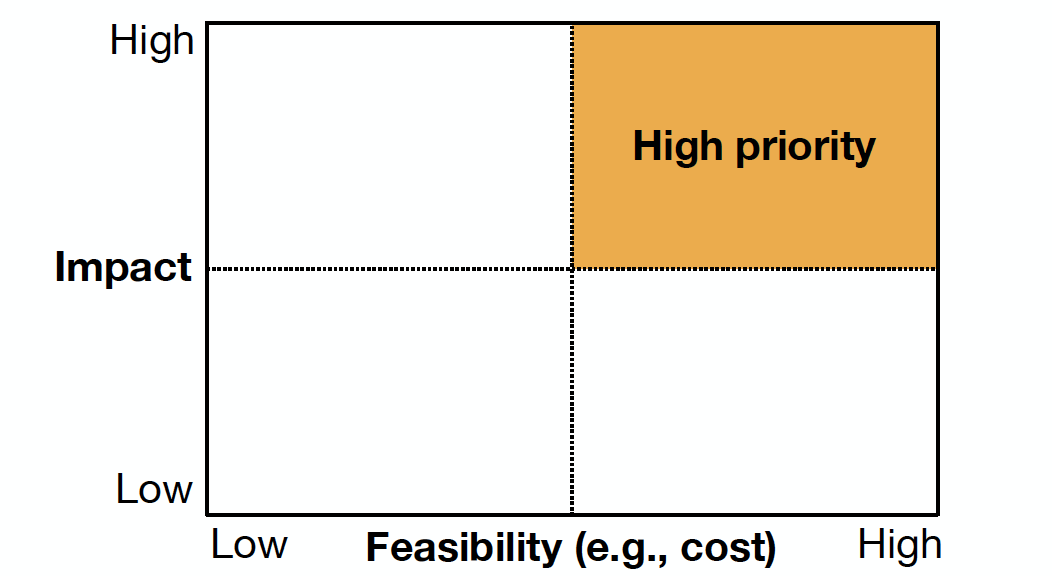 High
High priority
Impact
Low
Low Feasibility (e.g., cost) High